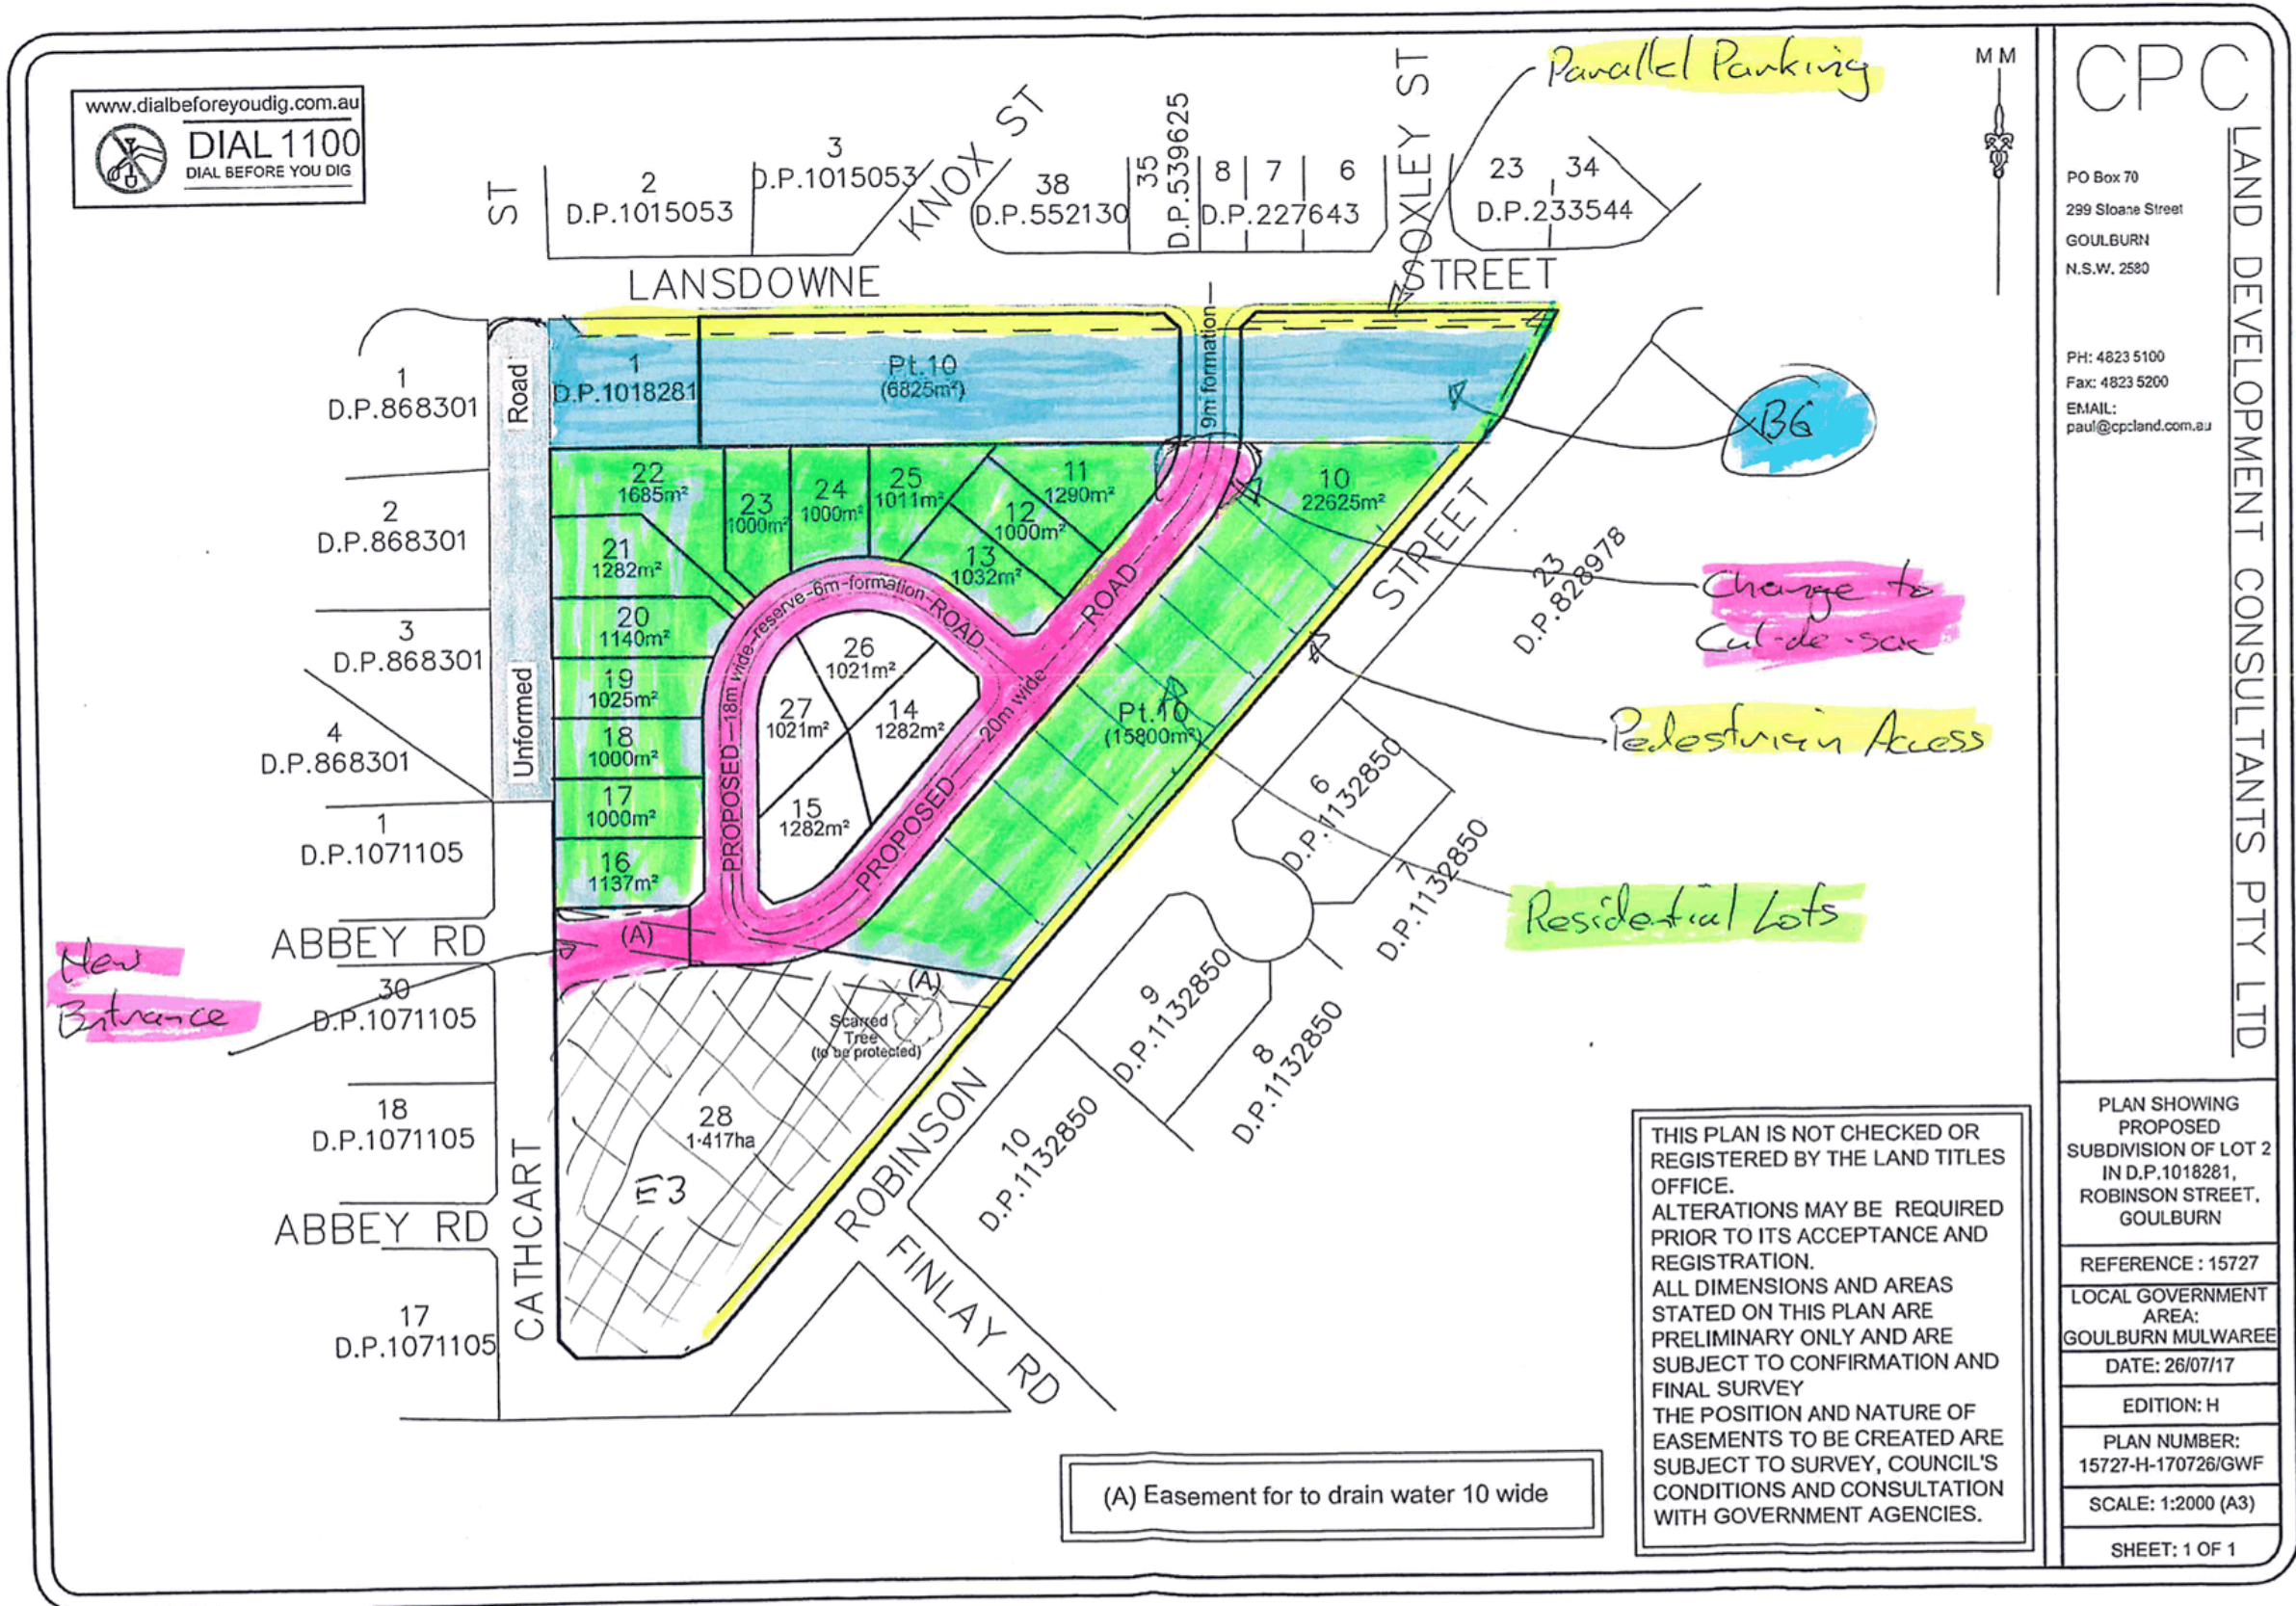 www.dialbeforeyoudig.com.au
DIAL 1100
DIAL BEFORE YOU DIG
Parallel Parking
M M
CPC
LAND DEVELOPMENT CONSULTANTS PTY LTD
PO Box 70
299 Sloane Street
GOULBURN
N.S.W. 2580
PH: 4823 5100
Fax: 4823 5200
EMAIL:
paul@cpcland.com.au
ST
2
D.P.1015053
3
D.P.1015053
KNOX ST
38
D.P.552130
35
D.P.539625
8
7
6
D.P.227643
BOXLEY ST
23
34
D.P.233544
LANSDOWNE
STREET
1
D.P.868301
Road
1
D.P.1018281
Pt.10
(6825m²)
9m formation
B6
2
D.P.868301
22
1685m²
23
1000m²
24
1000m²
25
1011m²
11
1290m²
12
1000m²
13
1032m²
10
22625m²
21
1282m²
STREET
23
D.P.828978
Change to
Cul-de-sac
3
D.P.868301
20
1140m²
PROPOSED—18m wide-reserve-6m-formation-ROAD
ROAD
26
1021m²
19
1025m²
27
1021m²
14
1282m²
20m wide
Pt.10
(15800m²)
Pedestrian Access
4
D.P.868301
Unformed
18
1000m²
17
1000m²
15
1282m²
PROPOSED
6
D.P.1132850
1
D.P.1071105
16
1137m²
7
D.P.1132850
Residential Lots
ABBEY RD
(A)
(A)
New
Entrance
30
D.P.1071105
Scarred
Tree
(to be protected)
9
D.P.1132850
8
D.P.1132850
18
D.P.1071105
28
1·417ha
E3
10
D.P.1132850
ROBINSON
ABBEY RD
CATHCART
FINLAY RD
17
D.P.1071105
(A) Easement for to drain water 10 wide
THIS PLAN IS NOT CHECKED OR
REGISTERED BY THE LAND TITLES
OFFICE.
ALTERATIONS MAY BE REQUIRED
PRIOR TO ITS ACCEPTANCE AND
REGISTRATION.
ALL DIMENSIONS AND AREAS
STATED ON THIS PLAN ARE
PRELIMINARY ONLY AND ARE
SUBJECT TO CONFIRMATION AND
FINAL SURVEY
THE POSITION AND NATURE OF
EASEMENTS TO BE CREATED ARE
SUBJECT TO SURVEY, COUNCIL'S
CONDITIONS AND CONSULTATION
WITH GOVERNMENT AGENCIES.
PLAN SHOWING
PROPOSED
SUBDIVISION OF LOT 2
IN D.P.1018281,
ROBINSON STREET,
GOULBURN
REFERENCE : 15727
LOCAL GOVERNMENT
AREA:
GOULBURN MULWAREE
DATE: 26/07/17
EDITION: H
PLAN NUMBER:
15727-H-170726/GWF
SCALE: 1:2000 (A3)
SHEET: 1 OF 1